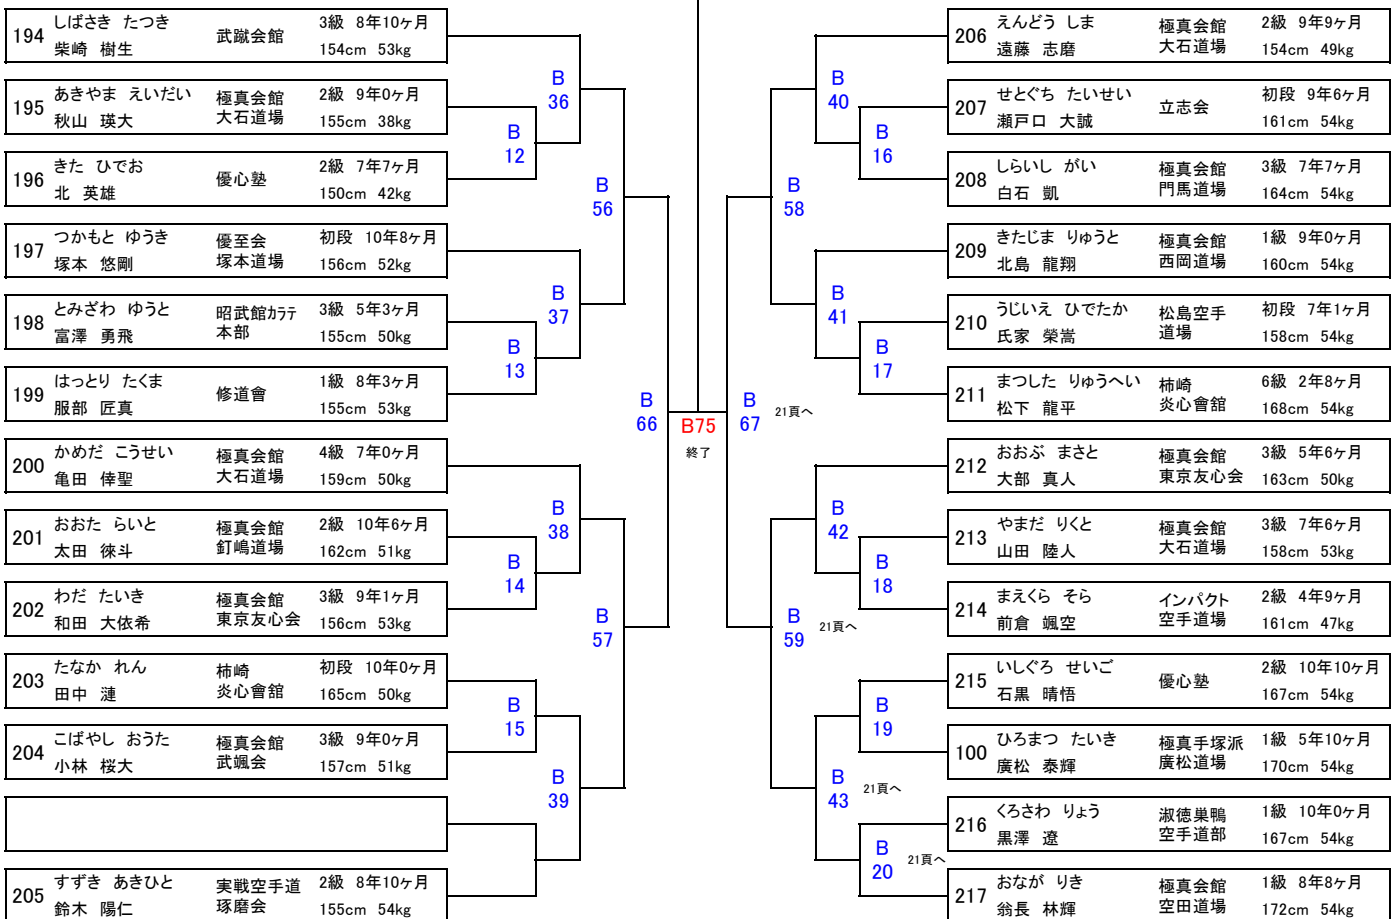 194
しばさき たつき
柴崎 樹生
武蹴会館
3級 8年10ヶ月
154cm 53kg
195
あきやま えいだい
秋山 瑛大
極真会館
大石道場
2級 9年0ヶ月
155cm 38kg
196
きた ひでお
北 英雄
優心塾
2級 7年7ヶ月
150cm 42kg
197
つかもと ゆうき
塚本 悠剛
優至会
塚本道場
初段 10年8ヶ月
156cm 52kg
198
とみざわ ゆうと
富澤 勇飛
昭武館ｶﾗﾃ
本部
3級 5年3ヶ月
155cm 50kg
199
はっとり たくま
服部 匠真
修道會
1級 8年3ヶ月
155cm 53kg
200
かめだ こうせい
亀田 倖聖
極真会館
大石道場
4級 7年0ヶ月
159cm 50kg
201
おおた らいと
太田 徠斗
極真会館
釘嶋道場
2級 10年6ヶ月
162cm 51kg
202
わだ たいき
和田 大依希
極真会館
東京友心会
3級 9年1ヶ月
156cm 53kg
203
たなか れん
田中 漣
柿崎
炎心會舘
初段 10年0ヶ月
165cm 50kg
204
こばやし おうた
小林 桜大
極真会館
武颯会
3級 9年0ヶ月
157cm 51kg
205
すずき あきひと
鈴木 陽仁
実戦空手道
琢磨会
2級 8年10ヶ月
155cm 54kg
B
36
B
12
B
56
B
37
B
13
B
66
B
38
B
14
B
57
B
15
B
39
B75
終了
B
67
21頁へ
B
40
B
16
B
58
B
41
B
17
B
42
B
18
B
59
21頁へ
B
19
B
43
21頁へ
B
20
21頁へ
206
えんどう しま
遠藤 志磨
極真会館
大石道場
2級 9年9ヶ月
154cm 49kg
207
せとぐち たいせい
瀬戸口 大誠
立志会
初段 9年6ヶ月
161cm 54kg
208
しらいし がい
白石 凱
極真会館
門馬道場
3級 7年7ヶ月
164cm 54kg
209
きたじま りゅうと
北島 龍翔
極真会館
西岡道場
1級 9年0ヶ月
160cm 54kg
210
うじいえ ひでたか
氏家 榮嵩
松島空手
道場
初段 7年1ヶ月
158cm 54kg
211
まつした りゅうへい
松下 龍平
柿崎
炎心會舘
6級 2年8ヶ月
168cm 54kg
212
おおぶ まさと
大部 真人
極真会館
東京友心会
3級 5年6ヶ月
163cm 50kg
213
やまだ りくと
山田 陸人
極真会館
大石道場
3級 7年6ヶ月
158cm 53kg
214
まえくら そら
前倉 颯空
インパクト
空手道場
2級 4年9ヶ月
161cm 47kg
215
いしぐろ せいご
石黒 晴悟
優心塾
2級 10年10ヶ月
167cm 54kg
100
ひろまつ たいき
廣松 泰輝
極真手塚派
廣松道場
1級 5年10ヶ月
170cm 54kg
216
くろさわ りょう
黒澤 遼
淑徳巣鴨
空手道部
1級 10年0ヶ月
167cm 54kg
217
おなが りき
翁長 林輝
極真会館
空田道場
1級 8年8ヶ月
172cm 54kg